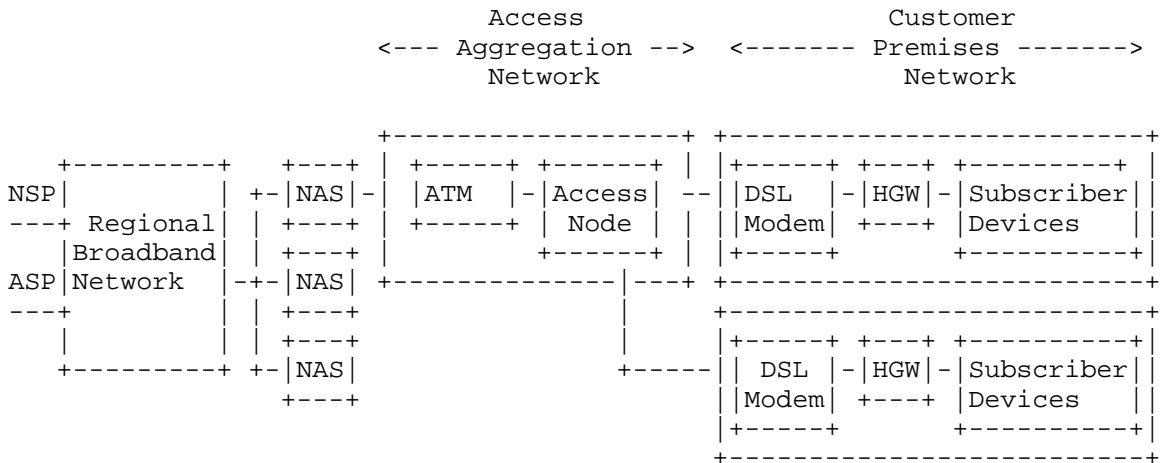 Access Customer
<--- Aggregation --> <------- Premises ------->
Network Network
+------------------+ +--------------------------+
+---------+ +---+ | +-----+ +------+ | |+-----+ +---+ +---------+ |
NSP| | +-|NAS|-| |ATM |-|Access| --||DSL |-|HGW|-|Subscriber||
---+ Regional| | +---+ | +-----+ | Node | | ||Modem| +---+ |Devices ||
|Broadband| | +---+ | +------+ | |+-----+ +----------+|
ASP|Network |-+-|NAS| +--------------|---+ +--------------------------+
---+ | | +---+ | +--------------------------+
| | | +---+ | |+-----+ +---+ +----------+|
+---------+ +-|NAS| +-----|| DSL |-|HGW|-|Subscriber||
+---+ ||Modem| +---+ |Devices ||
|+-----+ +----------+|
+--------------------------+